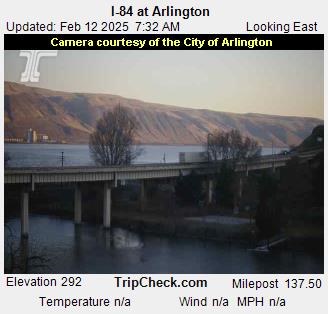 I-84 at Arlington
Updated: Feb 12 2025 7:32 AM Looking East
Camera courtesy of the City of Arlington
Elevation 292 TripCheck.com Milepost 137.50
Temperature n/a Wind n/a MPH n/a